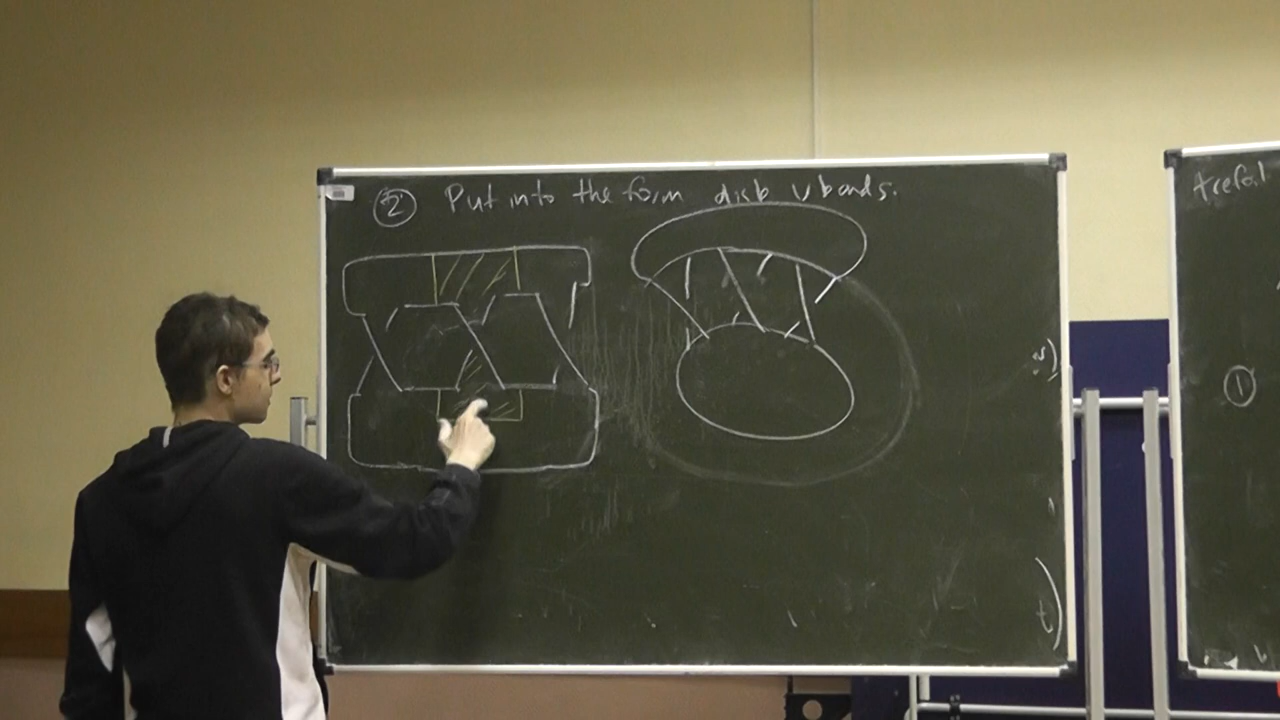 ② Put into the form disk ∪ bands.
Trefoil
①